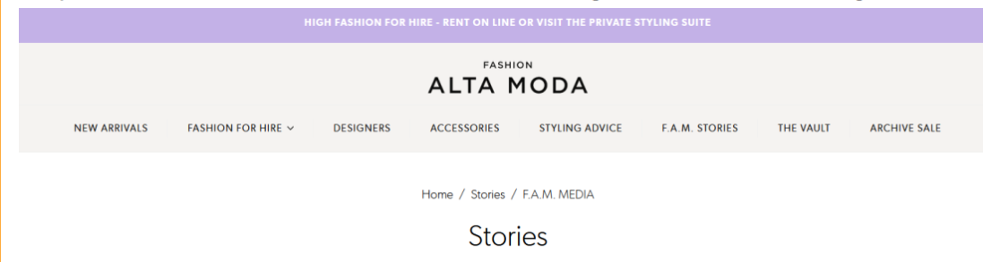 HIGH FASHION FOR HIRE - RENT ON LINE OR VISIT THE PRIVATE STYLING SUITE
FASHION
ALTA MODA
NEW ARRIVALS FASHION FOR HIRE DESIGNERS ACCESSORIES STYLING ADVICE F.A.M. STORIES THE VAULT ARCHIVE SALE
Home / Stories / F.A.M. MEDIA
Stories